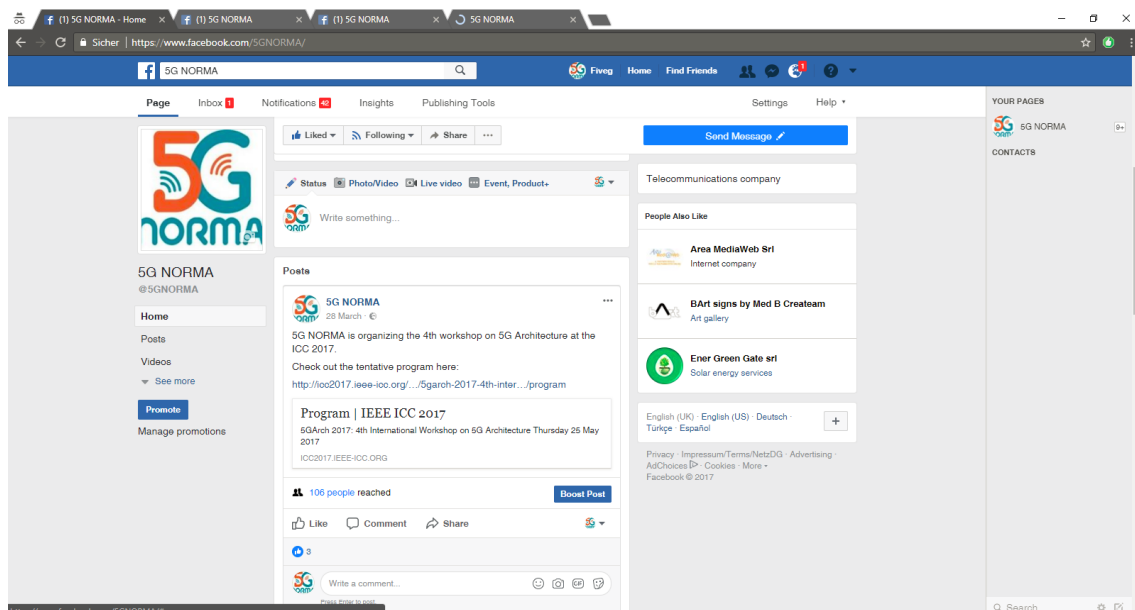 (1) 5G NORMA - Home
(1) 5G NORMA
(1) 5G NORMA
5G NORMA
Sicher | https://www.facebook.com/5GNORMA/
5G NORMA
Fiveg Home Find Friends 1
Page Inbox 1 Notifications 42 Insights Publishing Tools Settings Help
YOUR PAGES
5G NORMA 9+
CONTACTS
5G NORMA
5G NORMA
@5GNORMA
Home
Posts
Videos
See more
Promote
Manage promotions
Liked Following Share ...
Status Photo/Video Live video Event, Product+
Write something...
Posts
5G NORMA
28 March ·
5G NORMA is organizing the 4th workshop on 5G Architecture at the
ICC 2017.
Check out the tentative program here:
http://icc2017.ieee-icc.org/.../5garch-2017-4th-inter.../program
Program | IEEE ICC 2017
5GArch 2017: 4th International Workshop on 5G Architecture Thursday 25 May
2017
ICC2017.IEEE-ICC.ORG
106 people reached
Boost Post
Like Comment Share
3
Write a comment...
GIF
Press Enter to post.
Send Message
Telecommunications company
People Also Like
Area MediaWeb Srl
Internet company
BArt signs by Med B Createam
Art gallery
Ener Green Gate srl
Solar energy services
English (UK) · English (US) · Deutsch ·
Türkçe · Español
+
Privacy · Impressum/Terms/NetzDG · Advertising ·
AdChoices · Cookies · More
Facebook © 2017
Search